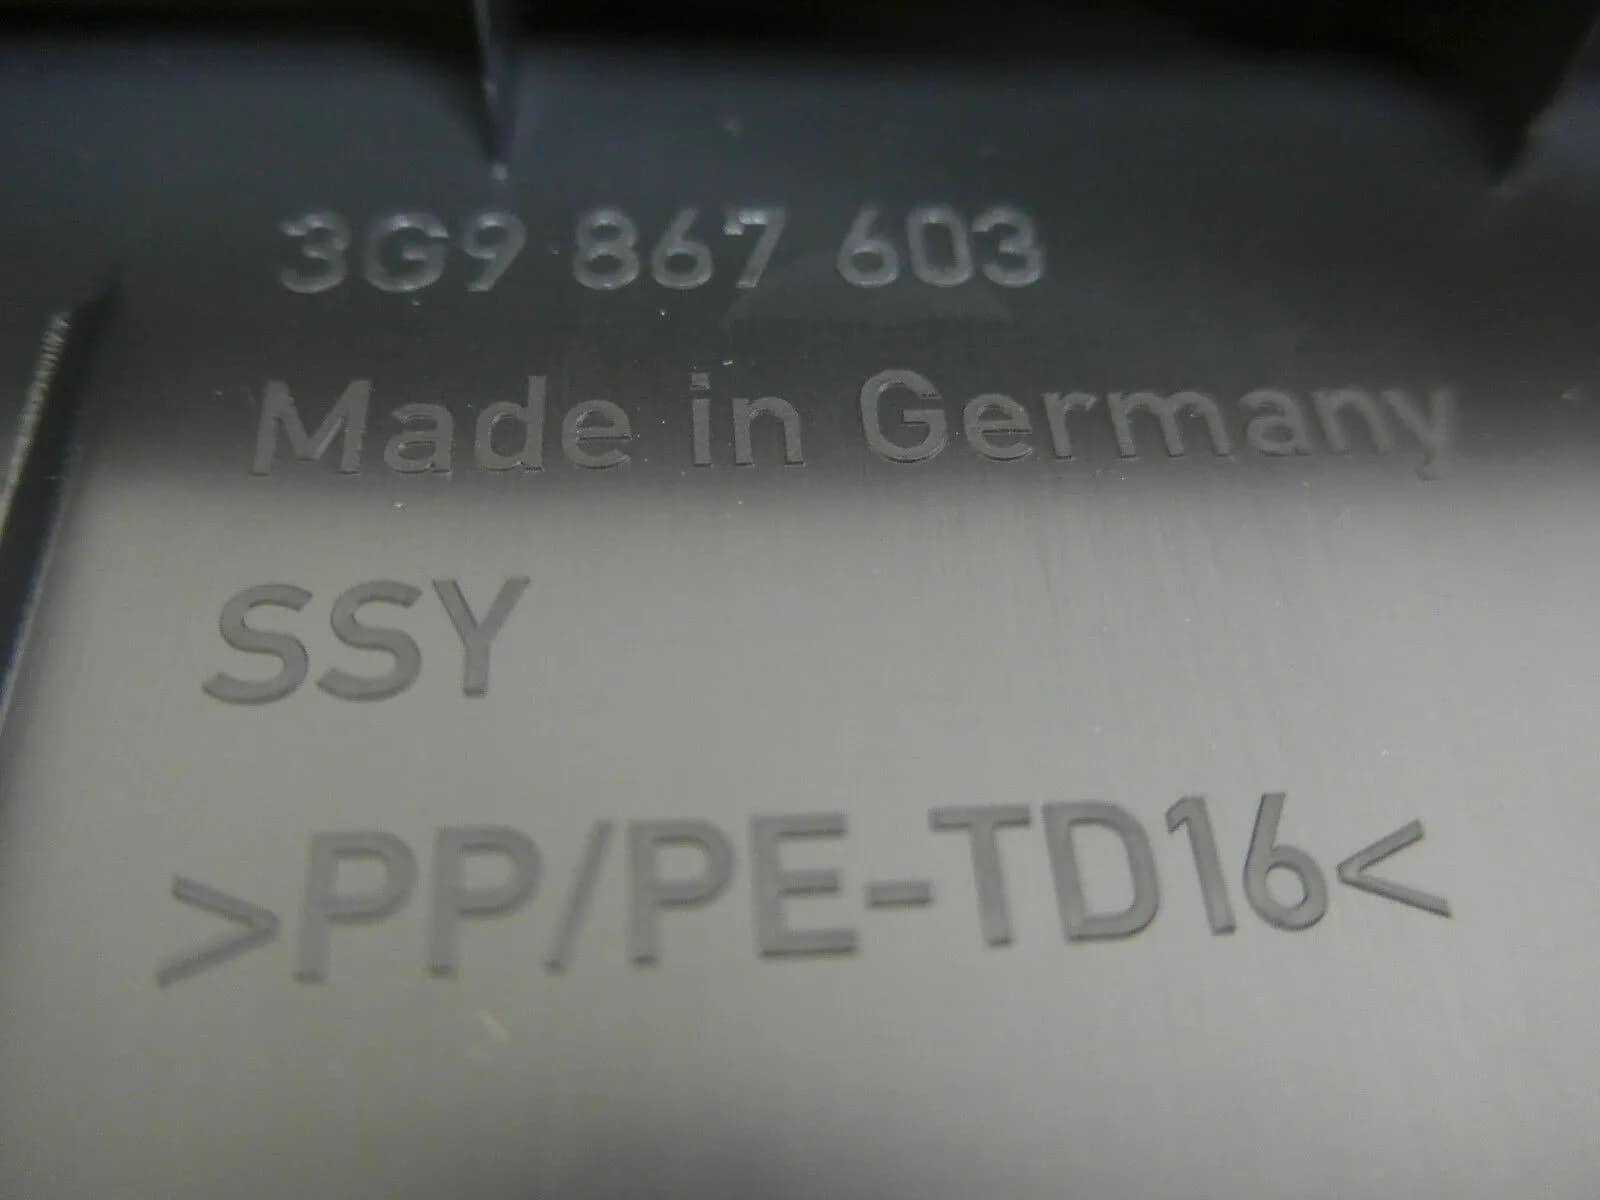 3G9 867 603
Made in Germany
SSY
>PP/PE-TD16<